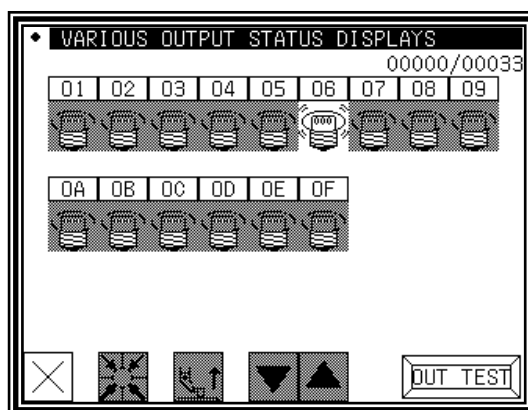 VARIOUS OUTPUT STATUS DISPLAYS
00000/00033
01 02 03 04 05 06 07 08 09
0A 0B 0C 0D 0E 0F
OUT TEST